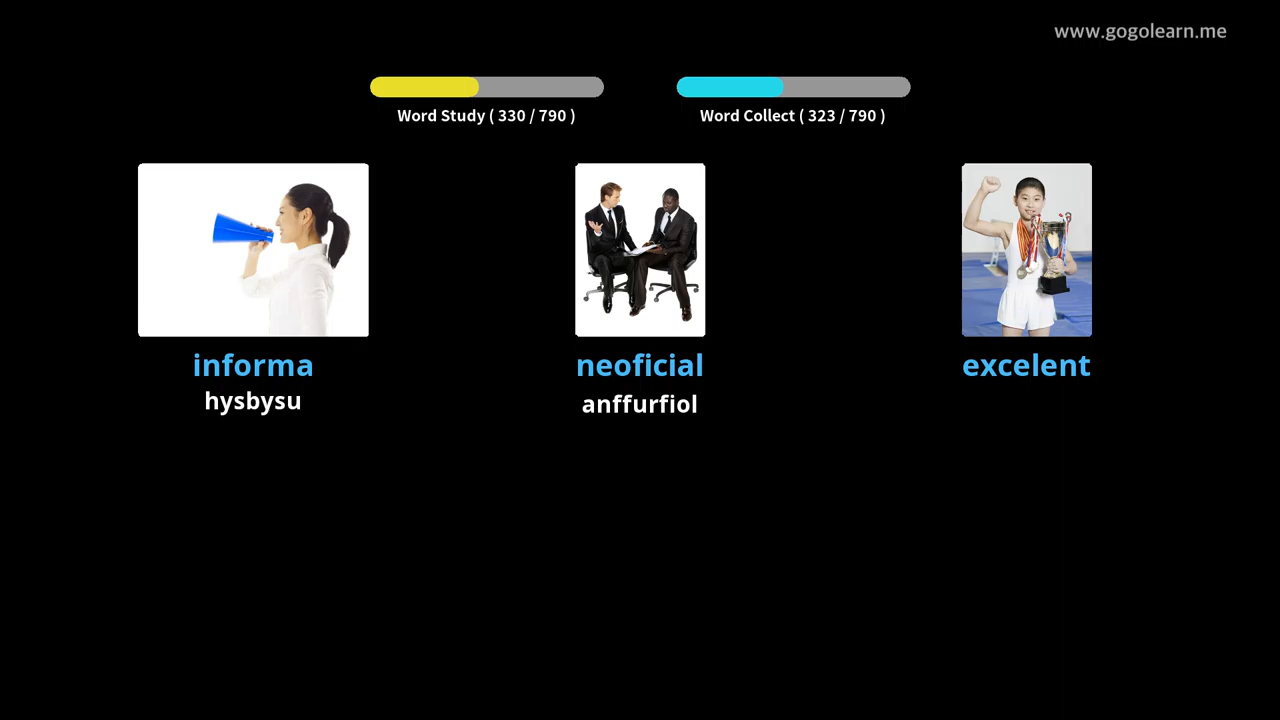 www.gogolearn.me
Word Study ( 330 / 790 )
Word Collect ( 323 / 790 )
informa
hysbysu
neoficial
anffurfiol
excelent